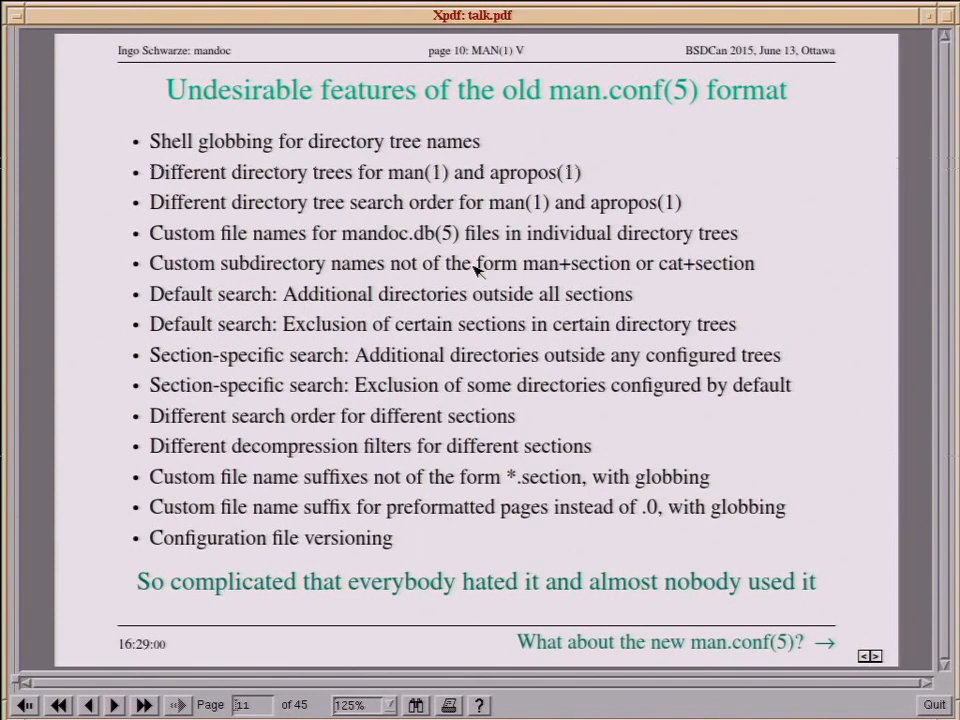 Xpdf: talk.pdf
Ingo Schwarze: mandoc page 10: MAN(1) V BSDCan 2015, June 13, Ottawa
Undesirable features of the old man.conf(5) format
• Shell globbing for directory tree names
• Different directory trees for man(1) and apropos(1)
• Different directory tree search order for man(1) and apropos(1)
• Custom file names for mandoc.db(5) files in individual directory trees
• Custom subdirectory names not of the form man+section or cat+section
• Default search: Additional directories outside all sections
• Default search: Exclusion of certain sections in certain directory trees
• Section-specific search: Additional directories outside any configured trees
• Section-specific search: Exclusion of some directories configured by default
• Different search order for different sections
• Different decompression filters for different sections
• Custom file name suffixes not of the form *.section, with globbing
• Custom file name suffix for preformatted pages instead of .0, with globbing
• Configuration file versioning
So complicated that everybody hated it and almost nobody used it
16:29:00 What about the new man.conf(5)? →
<>
Page 11 of 45 125% ? Quit